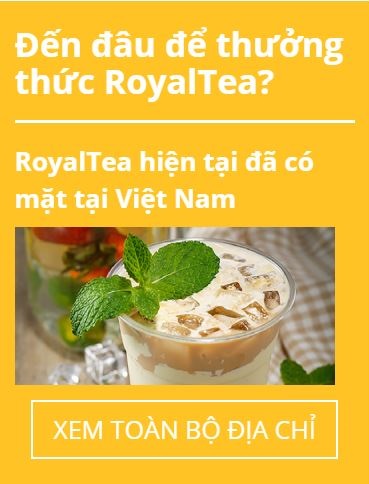 Đến đâu để thưởng
thức RoyalTea?
RoyalTea hiện tại đã có
mặt tại Việt Nam
XEM TOÀN BỘ ĐỊA CHỈ